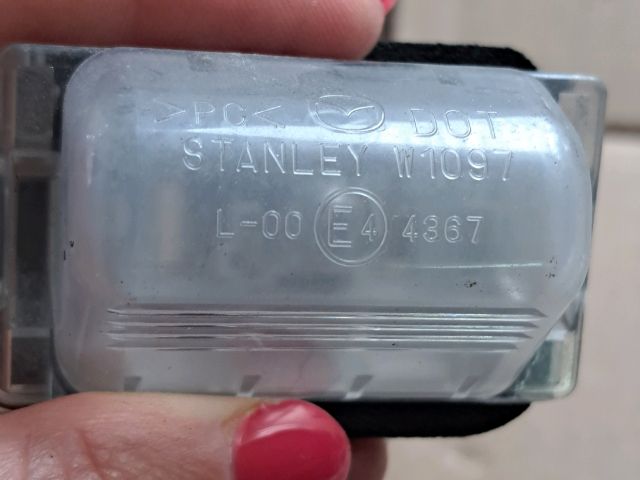 >PC< DOT
STANLEY W1097
L-00 E4 4367